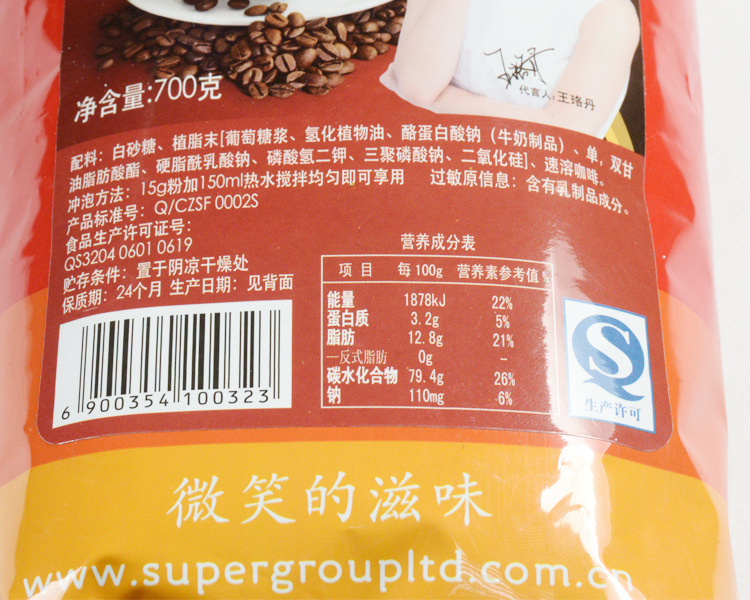 净含量:700克
代言人:王珞丹
配料: 白砂糖、植脂末[葡萄糖浆、氢化植物油、酪蛋白酸钠（牛奶制品）、单，双甘
油脂肪酸酯、硬脂酰乳酸钠、磷酸氢二钾、三聚磷酸钠、二氧化硅]、速溶咖啡。
冲泡方法: 15g粉加150ml热水搅拌均匀即可享用 过敏原信息: 含有乳制品成分。
产品标准号: Q/CZSF 0002S
食品生产许可证号:
QS3204 0601 0619
贮存条件: 置于阴凉干燥处
保质期: 24个月 生产日期: 见背面
营养成分表
项目 每100g 营养素参考值%
能量 1878kJ 22%
蛋白质 3.2g 5%
脂肪 12.8g 21%
—反式脂肪 0g –
碳水化合物 79.4g 26%
钠 110mg 6%
6 900354 100323
QS
生产许可
微笑的滋味
www.supergroupltd.com.cn